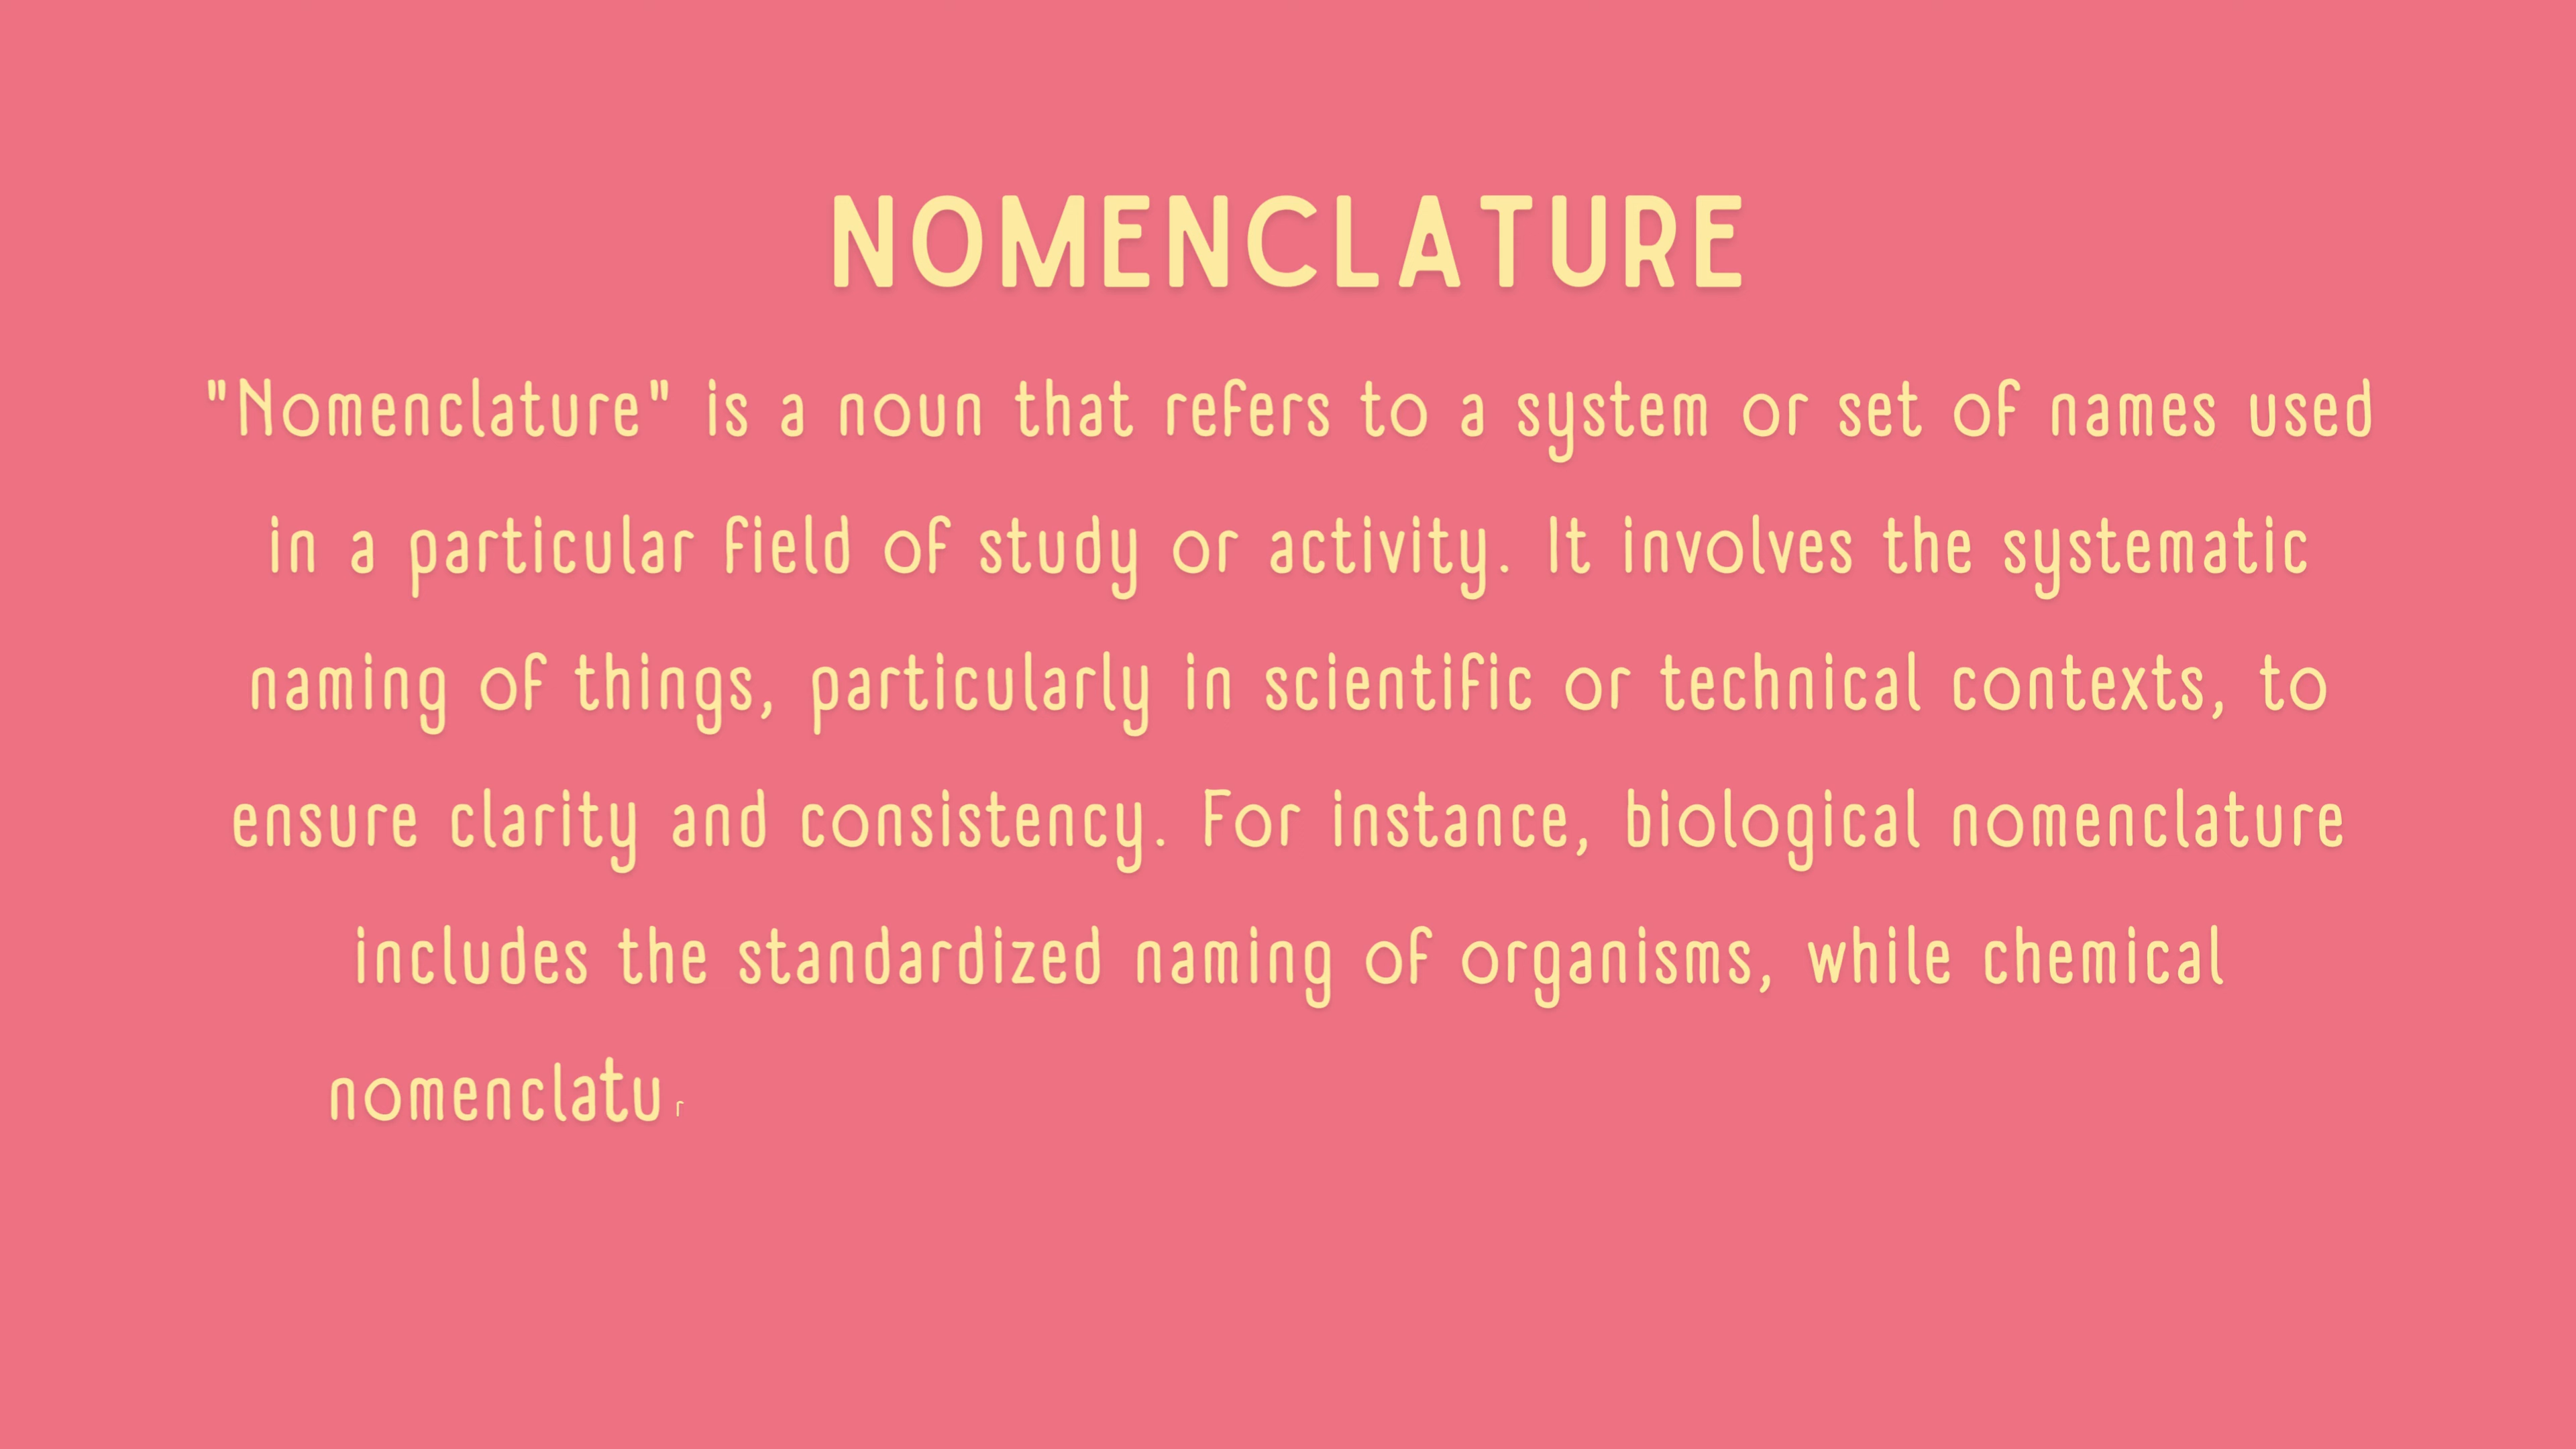 NOMENCLATURE
"Nomenclature" is a noun that refers to a system or set of names used
in a particular field of study or activity. It involves the systematic
naming of things, particularly in scientific or technical contexts, to
ensure clarity and consistency. For instance, biological nomenclature
includes the standardized naming of organisms, while chemical
nomenclatur